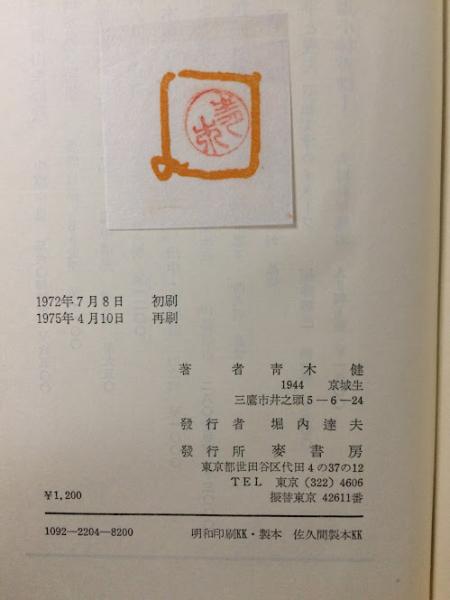 青木
1972年7月8日 初刷
1975年4月10日 再刷
著者 青木健
1944 京城生
三鷹市井之頭5-6-24
發行者 堀内達夫
發行所 麥書房
東京都世田谷区代田4の37の12
TEL 東京(322)4606
振替東京 42611番
¥1,200
1092-2204-8200 明和印刷KK・製本 佐久間製本KK